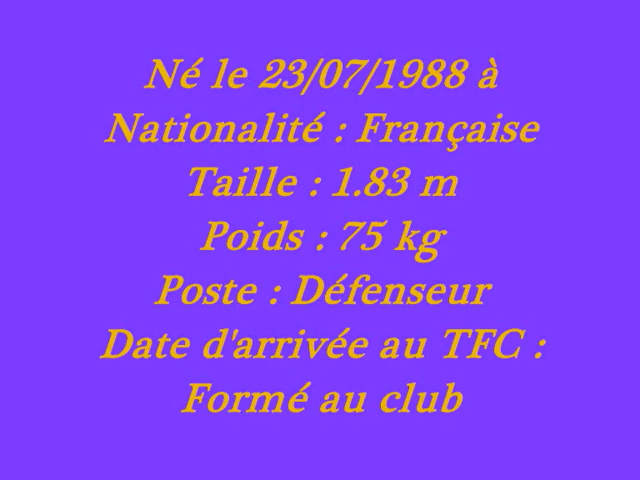 Né le 23/07/1988 à
Nationalité : Française
Taille : 1.83 m
Poids : 75 kg
Poste : Défenseur
Date d'arrivée au TFC :
Formé au club